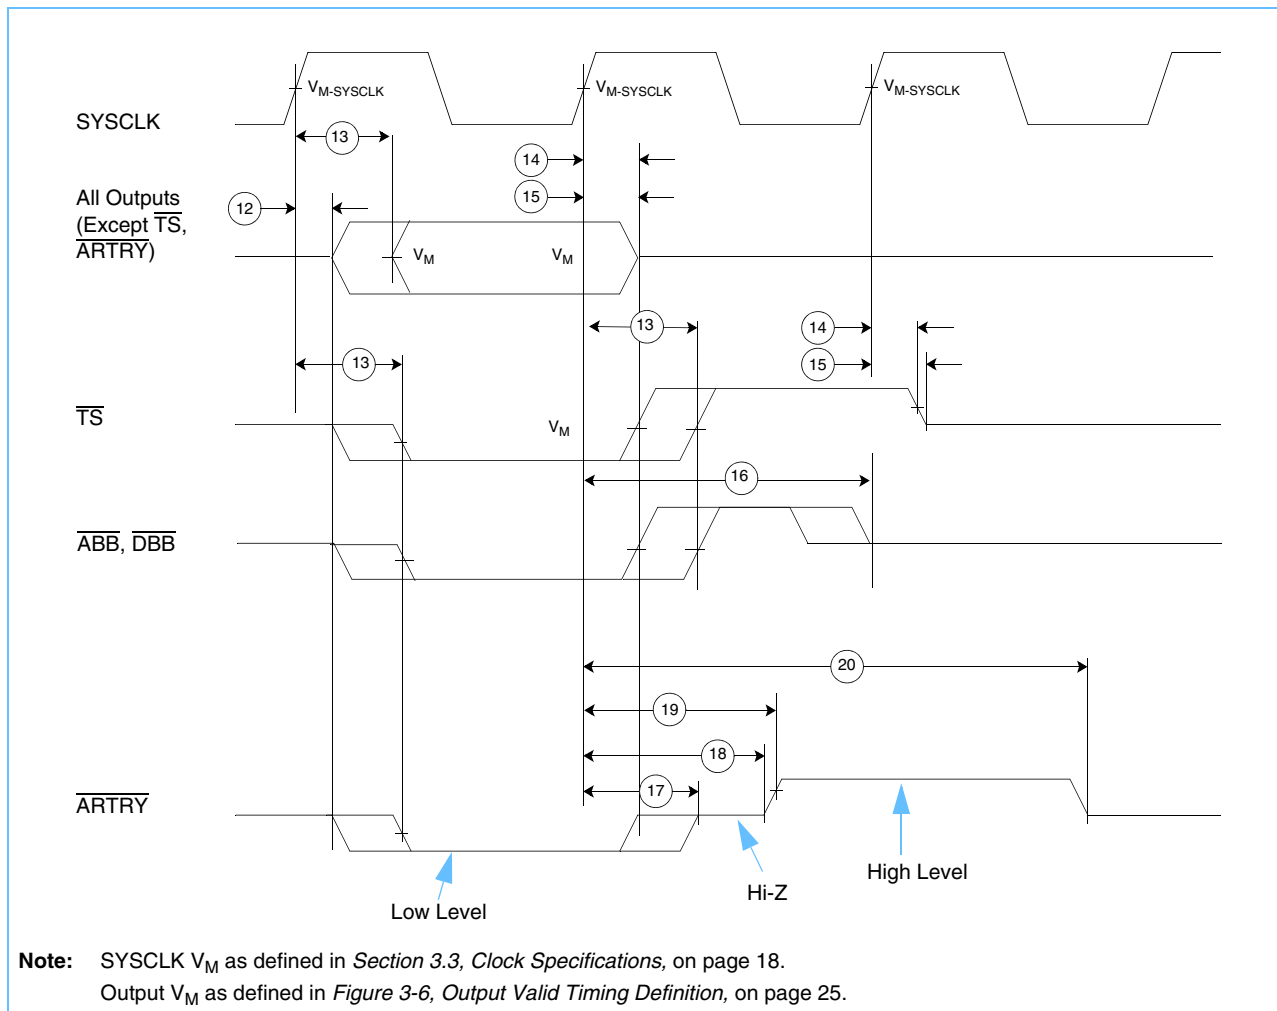 VM-SYSCLK VM-SYSCLK VM-SYSCLK
SYSCLK
13
14
15
All Outputs
(Except TS,
ARTRY)
12
VM VM
13
14
13
15
TS
VM
16
ABB, DBB
20
19
18
17
ARTRY
High Level
Hi-Z
Low Level
Note: SYSCLK VM as defined in Section 3.3, Clock Specifications, on page 18.
Output VM as defined in Figure 3-6, Output Valid Timing Definition, on page 25.